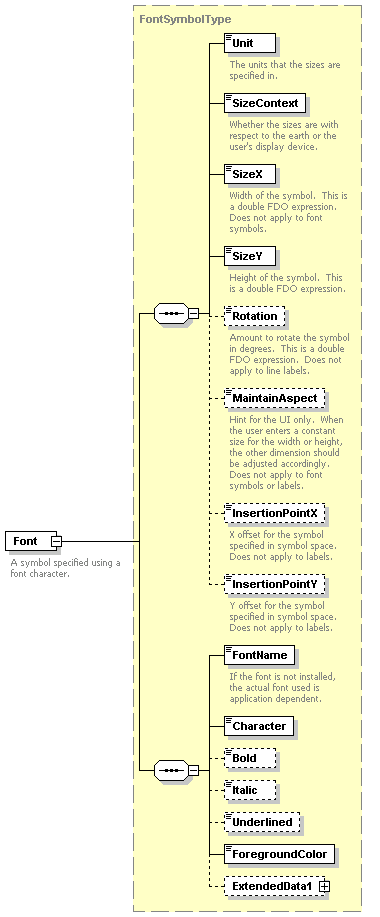 FontSymbolType
Unit
The units that the sizes are
specified in.
SizeContext
Whether the sizes are with
respect to the earth or the
user's display device.
SizeX
Width of the symbol. This is
a double FDO expression.
Does not apply to font
symbols.
SizeY
Height of the symbol. This
is a double FDO expression.
Rotation
Amount to rotate the symbol
in degrees. This is a double
FDO expression. Does not
apply to line labels.
MaintainAspect
Hint for the UI only. When
the user enters a constant
size for the width or height,
the other dimension should
be adjusted accordingly.
Does not apply to font
symbols or labels.
InsertionPointX
X offset for the symbol
specified in symbol space.
Does not apply to labels.
InsertionPointY
Y offset for the symbol
specified in symbol space.
Does not apply to labels.
Font
A symbol specified using a
font character.
FontName
If the font is not installed,
the actual font used is
application dependent.
Character
Bold
Italic
Underlined
ForegroundColor
ExtendedData1